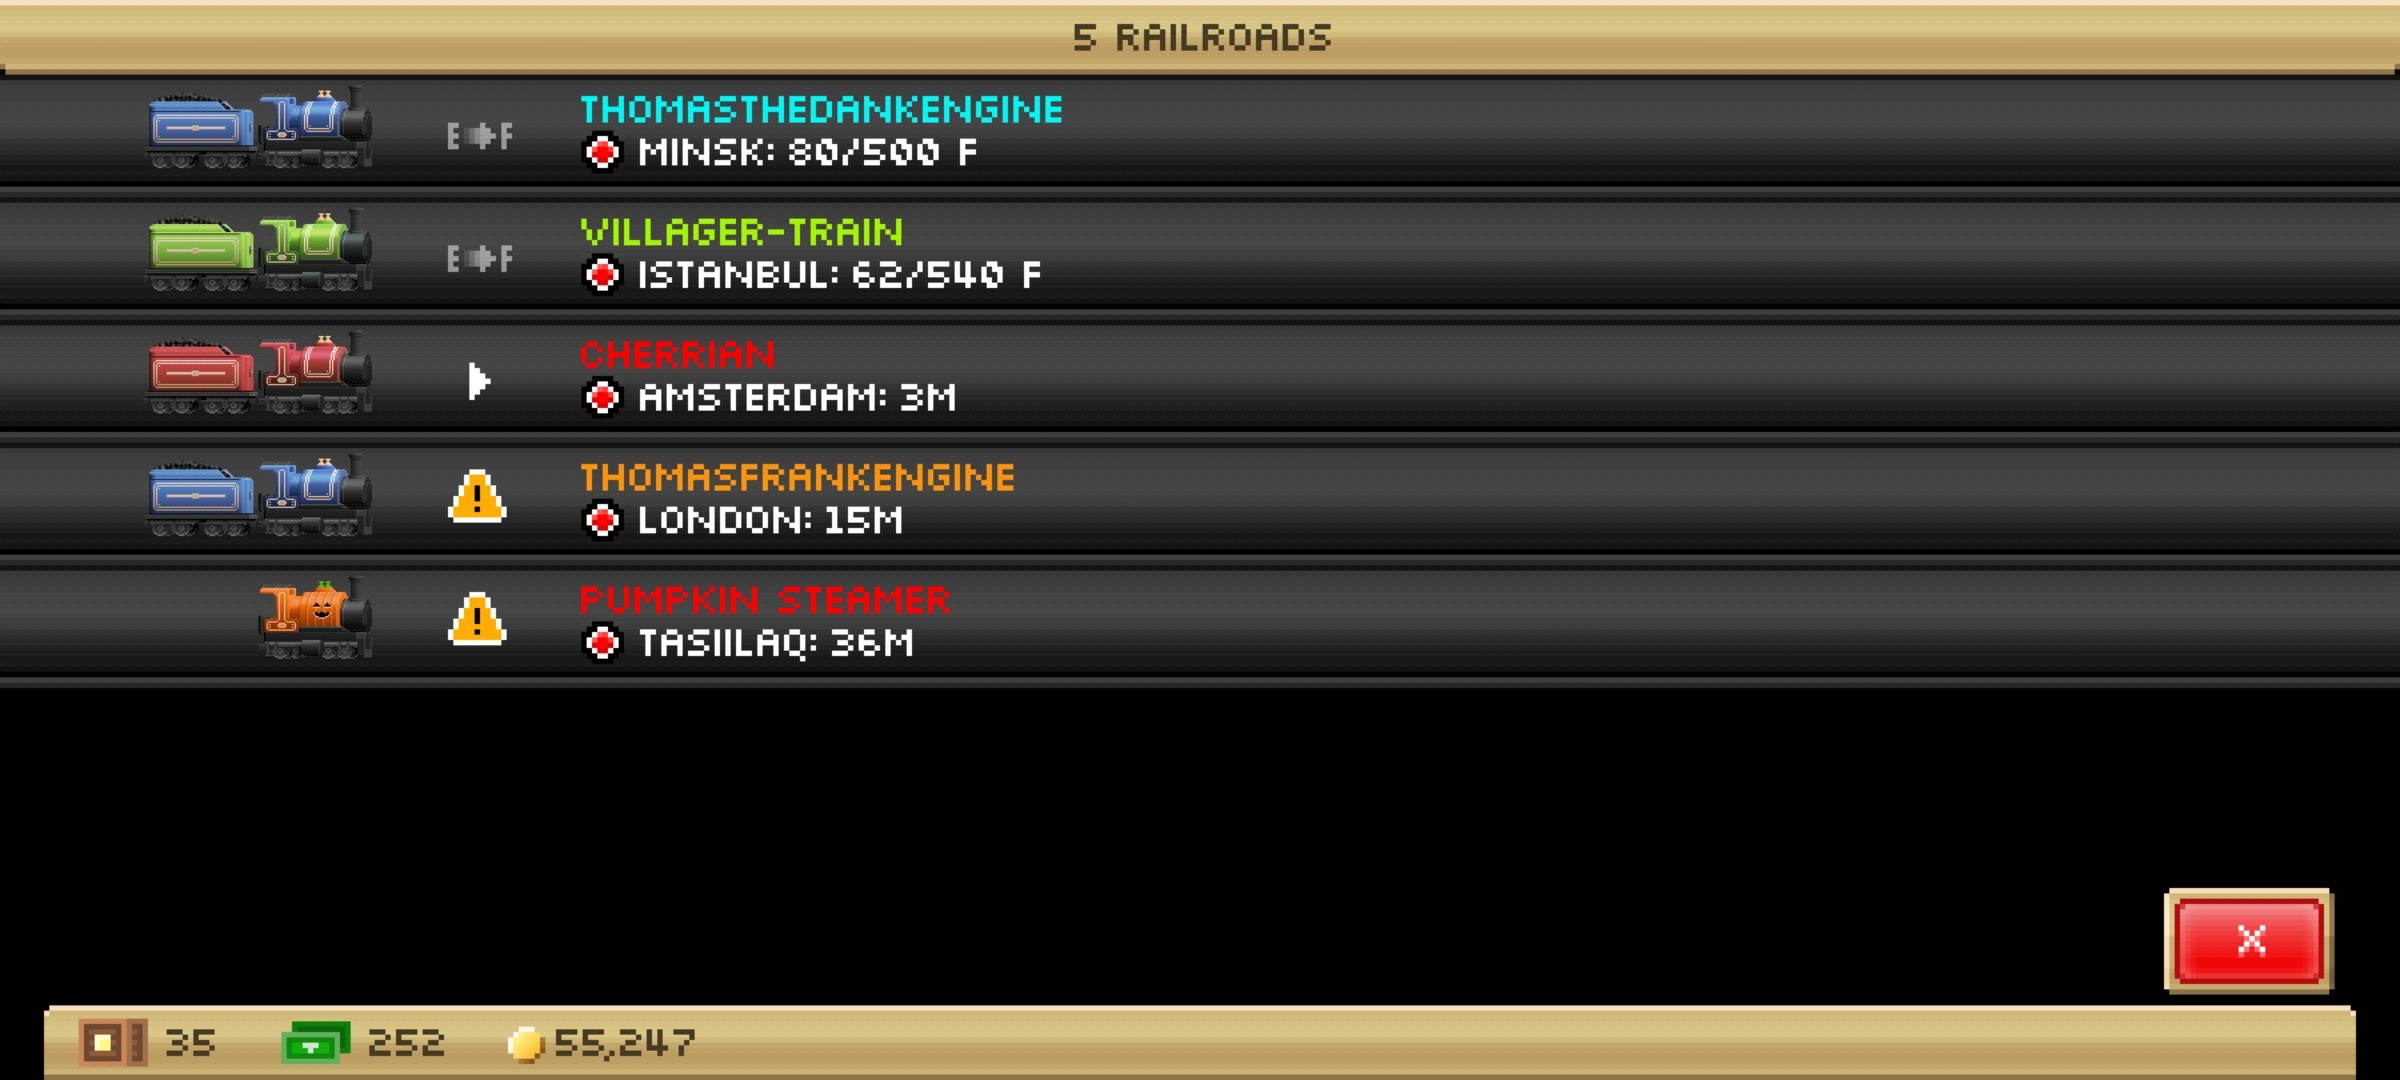 5 RAILROADS
THOMASTHEDANKENGINE
E F
MINSK: 80/500 F
VILLAGER-TRAIN
E F
ISTANBUL: 62/540 F
CHERRIAN
AMSTERDAM: 3M
THOMASFRANKENGINE
!
LONDON: 15M
PUMPKIN STEAMER
!
TASIILAQ: 36M
X
35 252 55,247